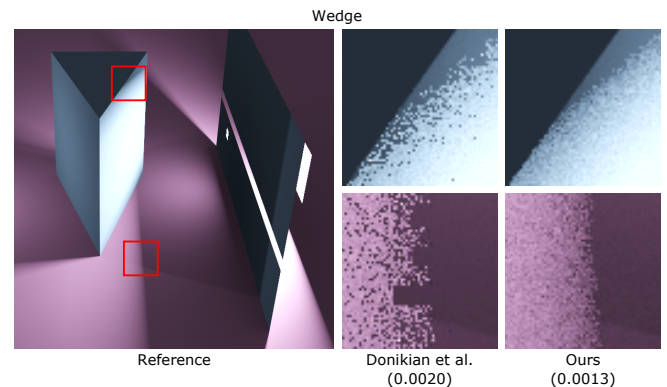 Wedge
Reference
Donikian et al.
(0.0020)
Ours
(0.0013)